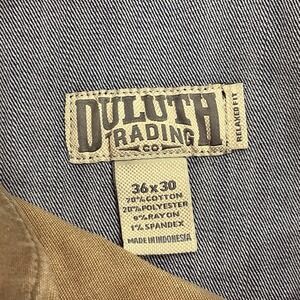 DULUTH
TRADING
CO
RELAXED FIT
36 x 30
70% COTTON
20% POLYESTER
9% RAYON
1% SPANDEX
MADE IN INDONESIA